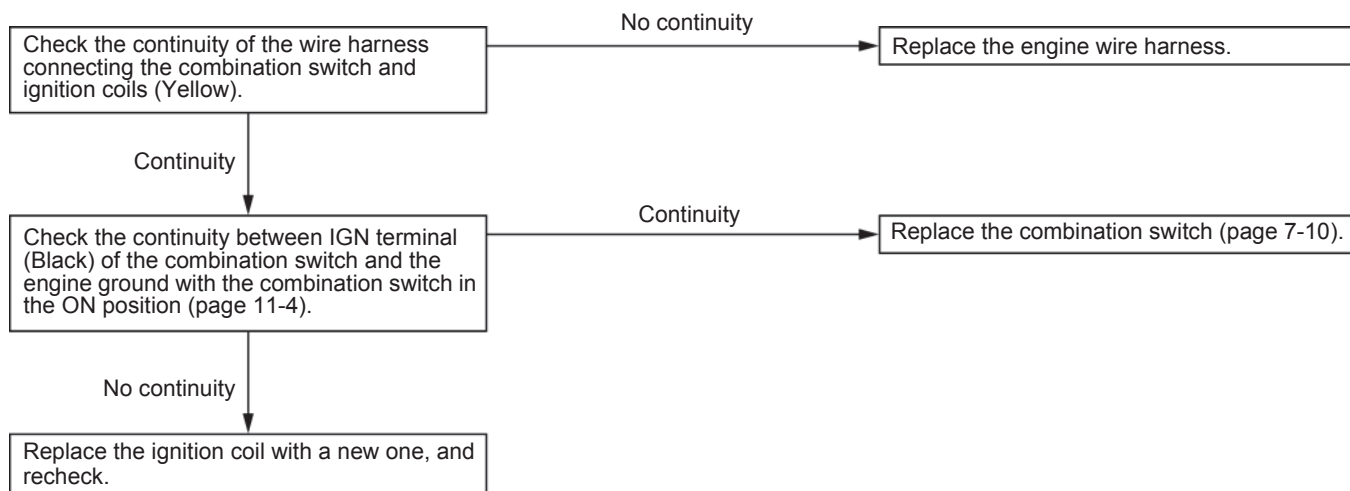 No continuity
Check the continuity of the wire harness
connecting the combination switch and
ignition coils (Yellow).
Replace the engine wire harness.
Continuity
Check the continuity between IGN terminal
(Black) of the combination switch and the
engine ground with the combination switch in
the ON position (page 11-4).
Continuity
Replace the combination switch (page 7-10).
No continuity
Replace the ignition coil with a new one, and
recheck.